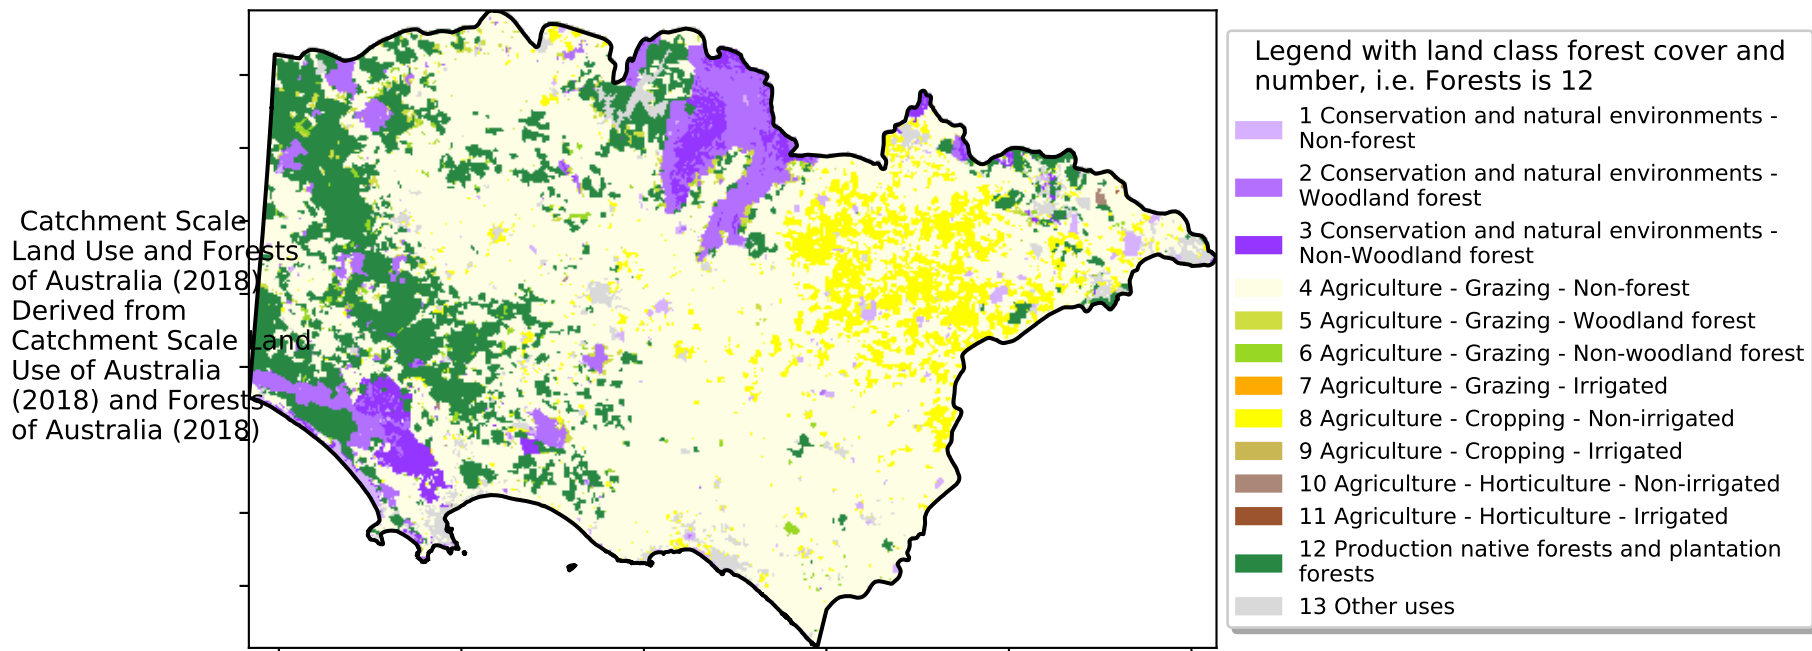 Catchment Scale
Land Use and Forests
of Australia (2018)
Derived from
Catchment Scale Land
Use of Australia
(2018) and Forests
of Australia (2018)
Legend with land class forest cover and
number, i.e. Forests is 12
1 Conservation and natural environments -
Non-forest
2 Conservation and natural environments -
Woodland forest
3 Conservation and natural environments -
Non-Woodland forest
4 Agriculture - Grazing - Non-forest
5 Agriculture - Grazing - Woodland forest
6 Agriculture - Grazing - Non-woodland forest
7 Agriculture - Grazing - Irrigated
8 Agriculture - Cropping - Non-irrigated
9 Agriculture - Cropping - Irrigated
10 Agriculture - Horticulture - Non-irrigated
11 Agriculture - Horticulture - Irrigated
12 Production native forests and plantation
forests
13 Other uses